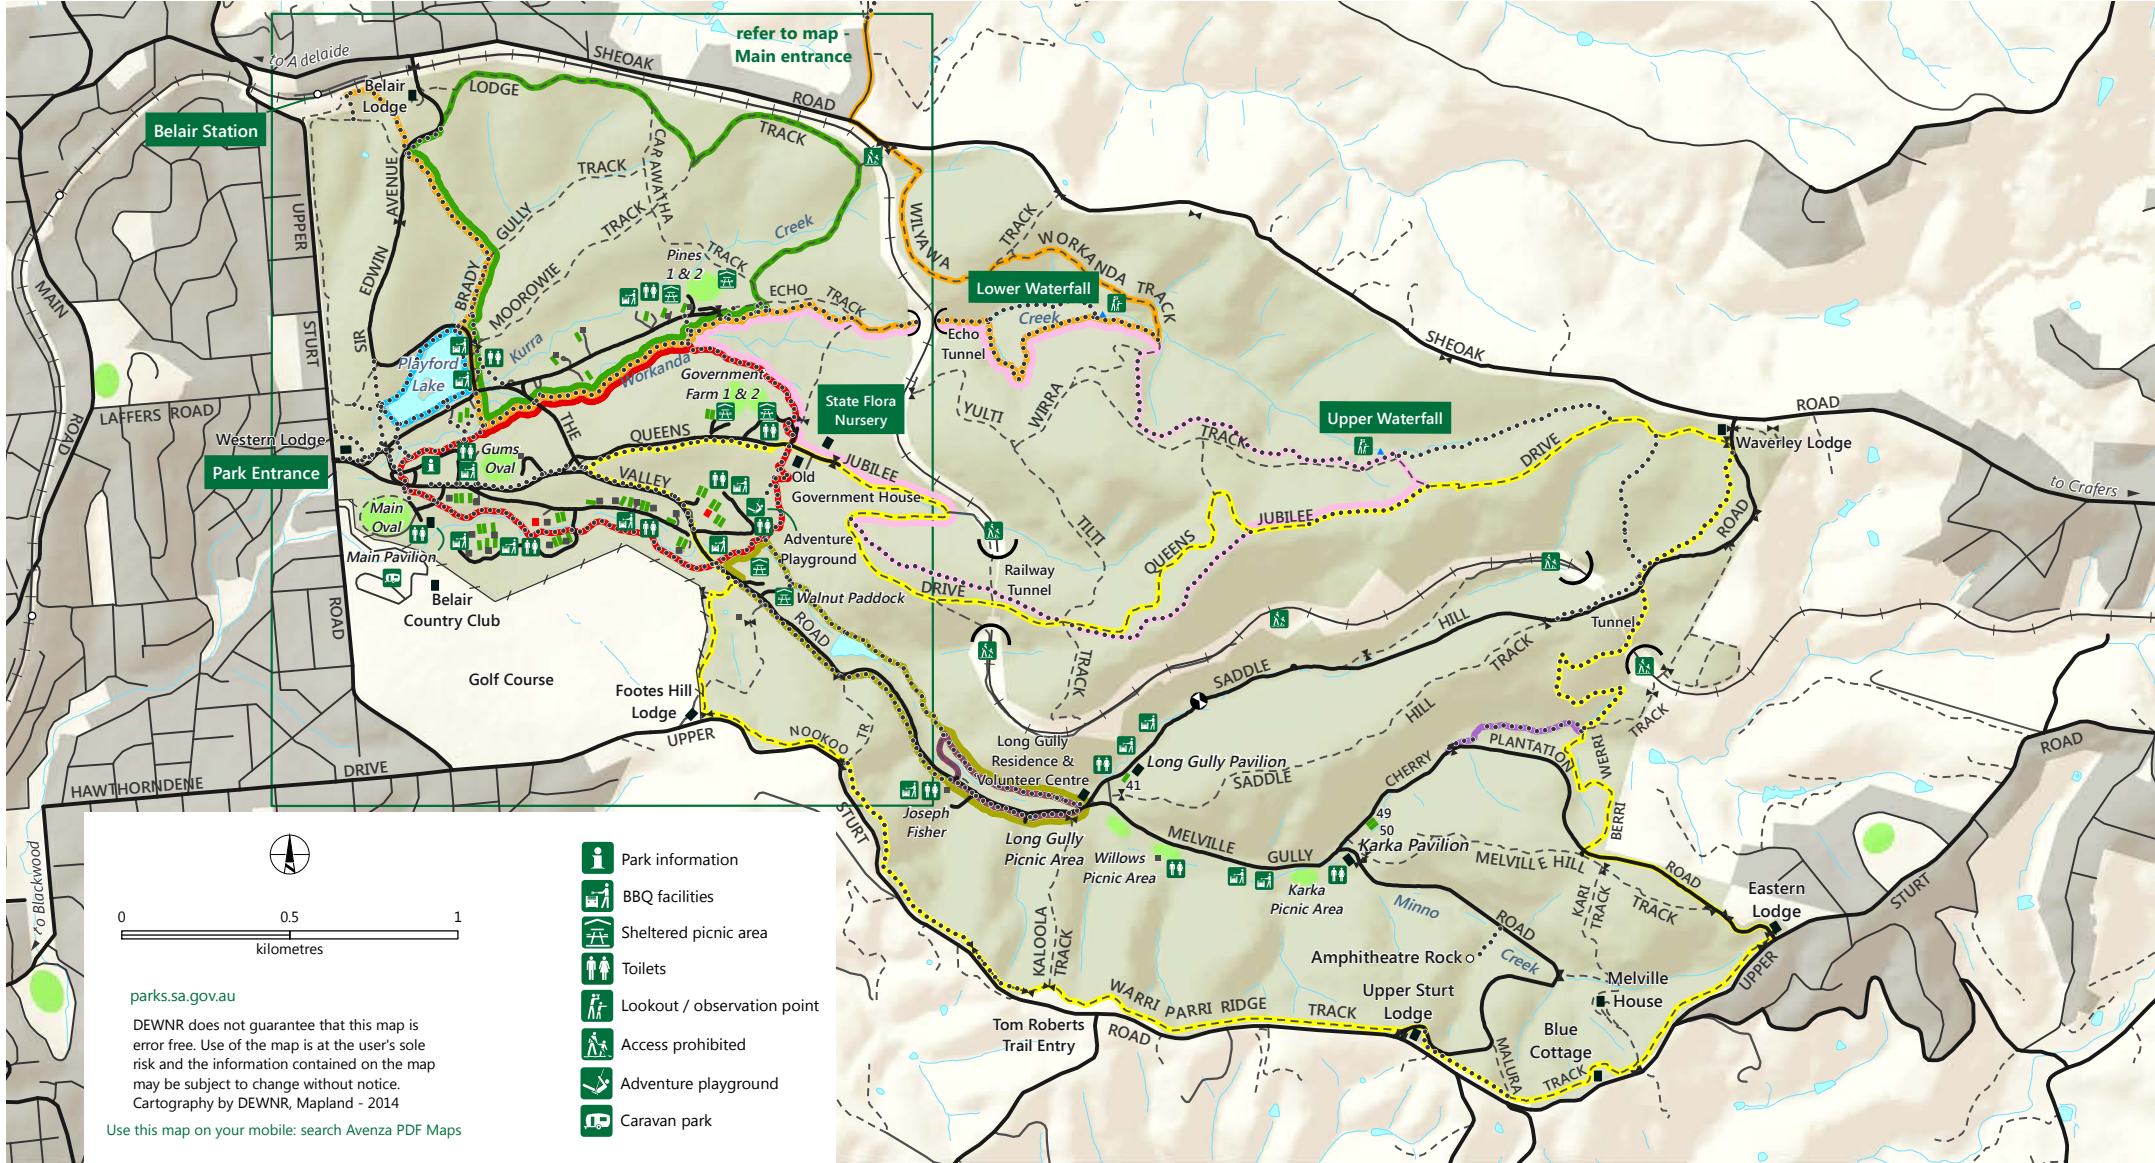 refer to map -
Main entrance
to Adelaide
SHEOAK
ROAD
Belair
Lodge
LODGE
TRACK
Belair Station
CARAWATHA
TRACK
GULLY
TRACK
MOOROWIE
TRACK
AVENUE
EDWIN
SIR
BRADY
UPPER
STURT
ROAD
MAIN
ROAD
Creek
Pines
1 & 2
ECHO
TRACK
WILYAWA
TRACK
WORKANDA
TRACK
Lower Waterfall
Creek
Echo
Tunnel
Kurra
Workanda
Playford
Lake
Government
Farm 1 & 2
State Flora
Nursery
YULTI
WIRRA
TILTI
TRACK
SHEOAK
ROAD
Upper Waterfall
TRACK
DRIVE
Waverley Lodge
to Crafers
ROAD
LAFFERS ROAD
Western Lodge
Park Entrance
THE
QUEENS
VALLEY
ROAD
Gums
Oval
JUBILEE
Old
Government House
Main
Oval
Main Pavilion
Belair
Country Club
Adventure
Playground
Walnut Paddock
DRIVE
QUEENS
JUBILEE
Railway
Tunnel
Tunnel
Golf Course
Footes Hill
Lodge
UPPER
NOOKOO
TR
STURT
HAWTHORNDENE
DRIVE
to Blackwood
SADDLE
HILL
SADDLE
HILL
TRACK
Long Gully
Residence &
Volunteer Centre
Long Gully Pavilion
41
Joseph
Fisher
Long Gully
Picnic Area
Willows
Picnic Area
MELVILLE
GULLY
ROAD
CHERRY
PLANTATION
ROAD
WERRI
BERRI
TRACK
49
50
Karka Pavilion
MELVILLE HILL
TRACK
KARI
TRACK
Karka
Picnic Area
Minno
Creek
Amphitheatre Rock
Eastern
Lodge
UPPER
STURT
ROAD
KALOOLA
TRACK
WARRI
PARRI
RIDGE
TRACK
Tom Roberts
Trail Entry
ROAD
Upper Sturt
Lodge
Melville
House
Blue
Cottage
MALURA
TRACK
0
0.5
1
kilometres
parks.sa.gov.au
DEWNR does not guarantee that this map is
error free. Use of the map is at the user's sole
risk and the information contained on the map
may be subject to change without notice.
Cartography by DEWNR, Mapland - 2014
Use this map on your mobile: search Avenza PDF Maps
Park information
BBQ facilities
Sheltered picnic area
Toilets
Lookout / observation point
Access prohibited
Adventure playground
Caravan park